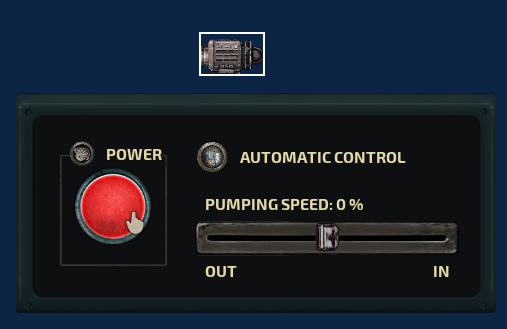 POWER
AUTOMATIC CONTROL
PUMPING SPEED: 0 %
OUT
IN